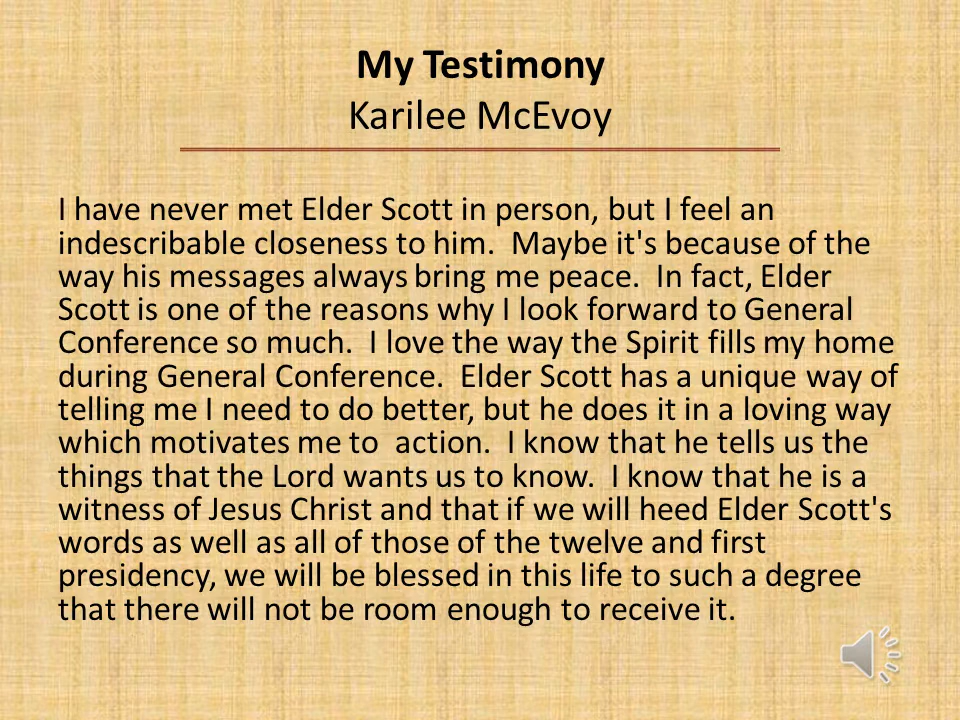 My Testimony
Karilee McEvoy
I have never met Elder Scott in person, but I feel an
indescribable closeness to him.  Maybe it's because of the
way his messages always bring me peace.  In fact, Elder
Scott is one of the reasons why I look forward to General
Conference so much.  I love the way the Spirit fills my home
during General Conference.  Elder Scott has a unique way of
telling me I need to do better, but he does it in a loving way
which motivates me to  action.  I know that he tells us the
things that the Lord wants us to know.  I know that he is a
witness of Jesus Christ and that if we will heed Elder Scott's
words as well as all of those of the twelve and first
presidency, we will be blessed in this life to such a degree
that there will not be room enough to receive it.